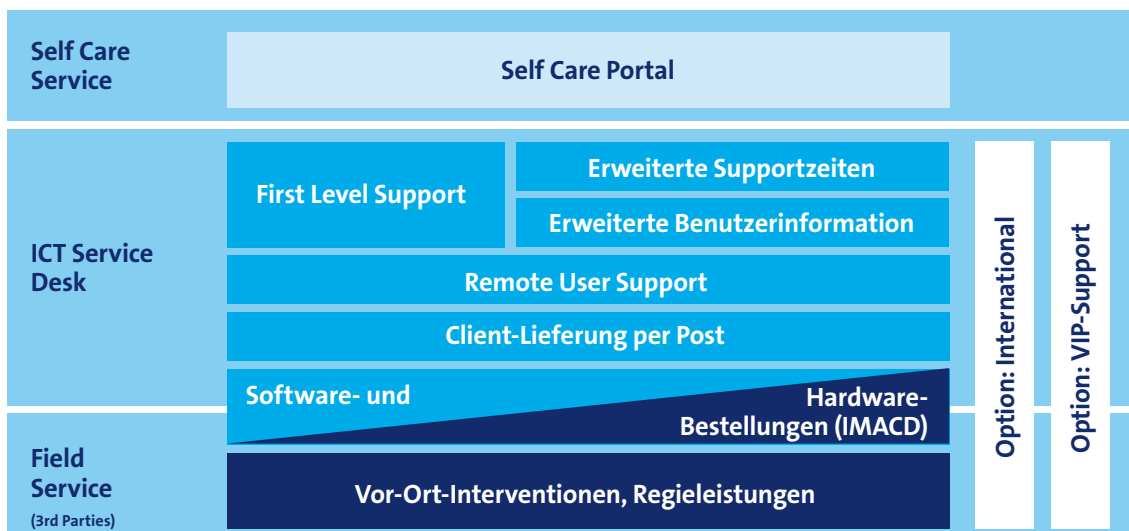 Self Care
Service
Self Care Portal
ICT Service
Desk
First Level Support
Erweiterte Supportzeiten
Erweiterte Benutzerinformation
Remote User Support
Client-Lieferung per Post
Software- und
Hardware-
Bestellungen (IMACD)
Field
Service
(3rd Parties)
Vor-Ort-Interventionen, Regieleistungen
Option: International
Option: VIP-Support